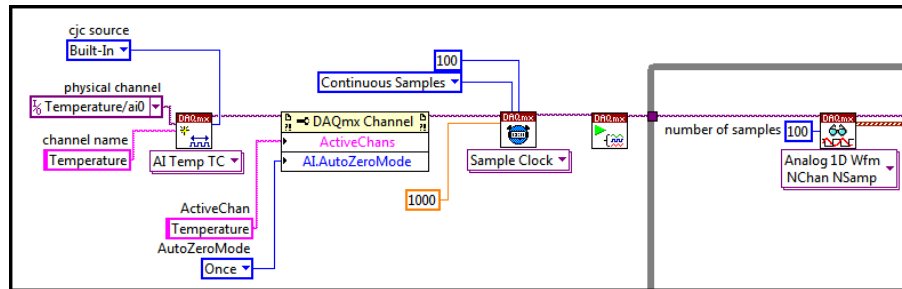 cjc source
Built-In
physical channel
I/O Temperature/ai0
channel name
Temperature
DAQmx
AI Temp TC
DAQmx Channel
ActiveChans
AI.AutoZeroMode
ActiveChan
Temperature
AutoZeroMode
Once
100
Continuous Samples
1000
DAQmx
Sample Clock
DAQmx
number of samples
100
DAQmx
Analog 1D Wfm
NChan NSamp